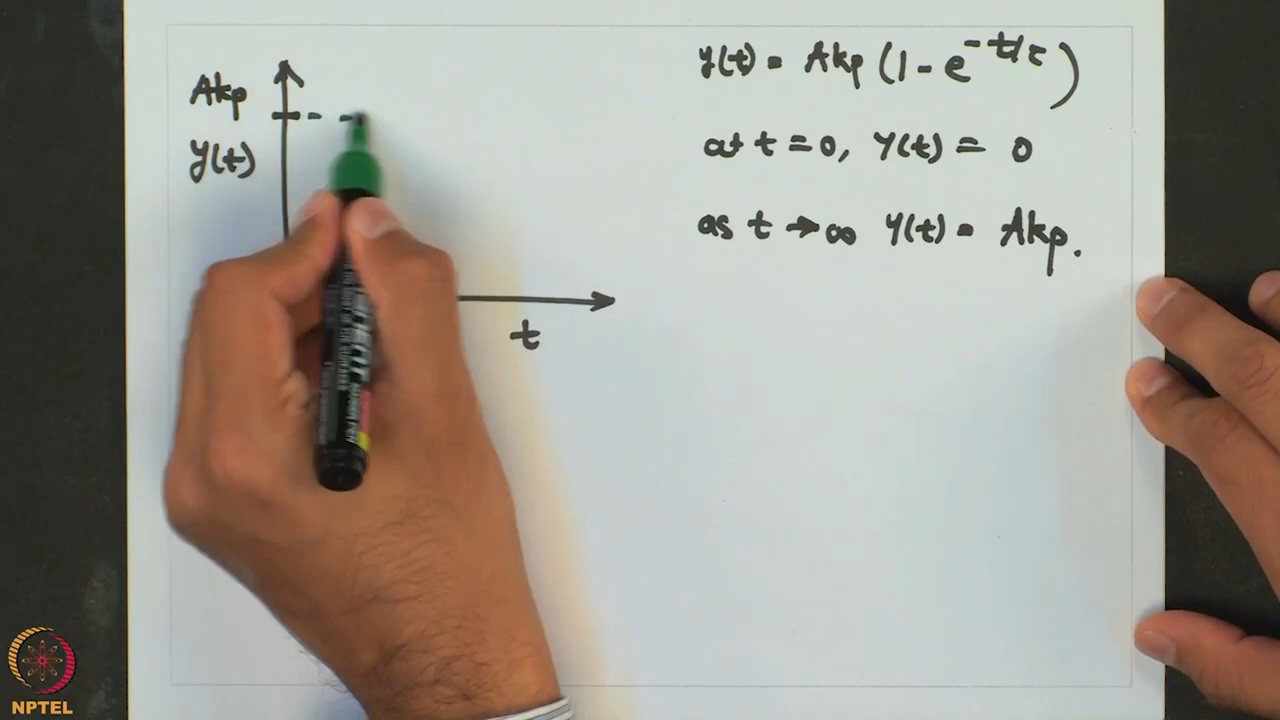 y(t) = Akp (1 - e^{-t/τ})
at t = 0, y(t) = 0
as t → ∞ y(t) = Akp.
Akp
y(t)
t
NPTEL